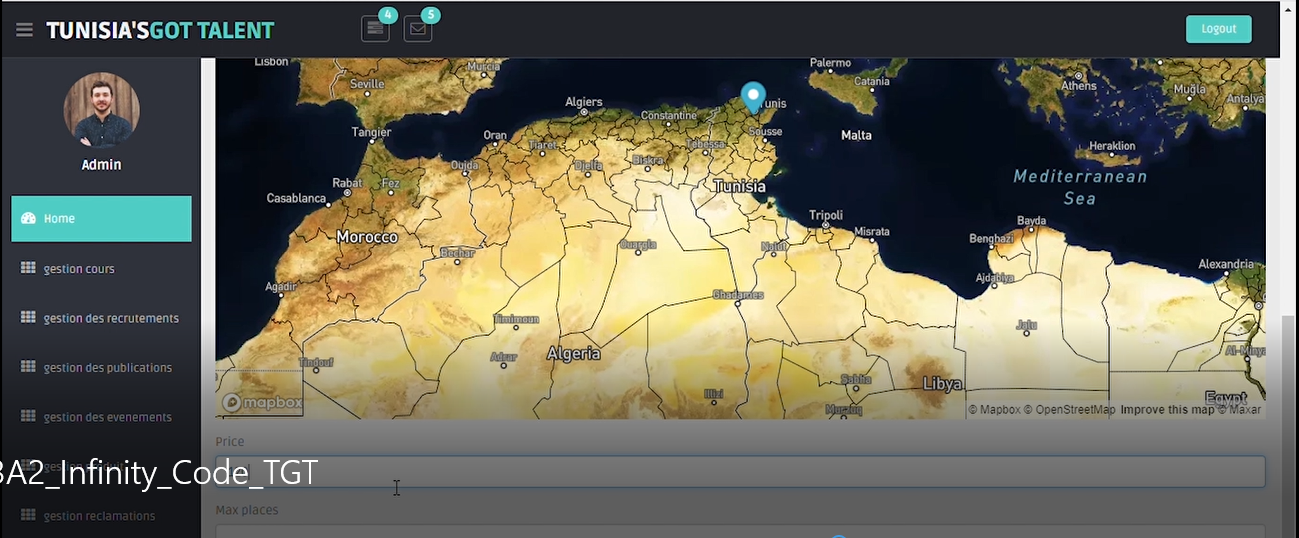 TUNISIA'SGOT TALENT
4
5
Logout
Admin
Home
gestion cours
gestion des recrutements
gestion des publications
gestion des evenements
gestion reclamations
Lisbon
Seville
Murcia
Palermo
Catania
Athens
Muğla
Antalya
Algiers
Constantine
Tunis
Sousse
Malta
Tangier
Oran
Tiaret
Djelfa
Biskra
Tébessa
Oujda
Heraklion
Rabat
Fez
Casablanca
Tunisia
Mediterranean
Sea
Tripoli
Misrata
Bayda
Benghazi
Morocco
Bechar
Ouargla
Nalut
Ajdabiya
Alexandria
Agadir
Ghadames
Timimoun
Jalu
Tindouf
Adrar
Algeria
Sabha
Libya
Al-Minya
Illizi
Murzuq
Egypt
mapbox
© Mapbox © OpenStreetMap Improve this map © Maxar
Price
3A2_Infinity_Code_TGT
Max places